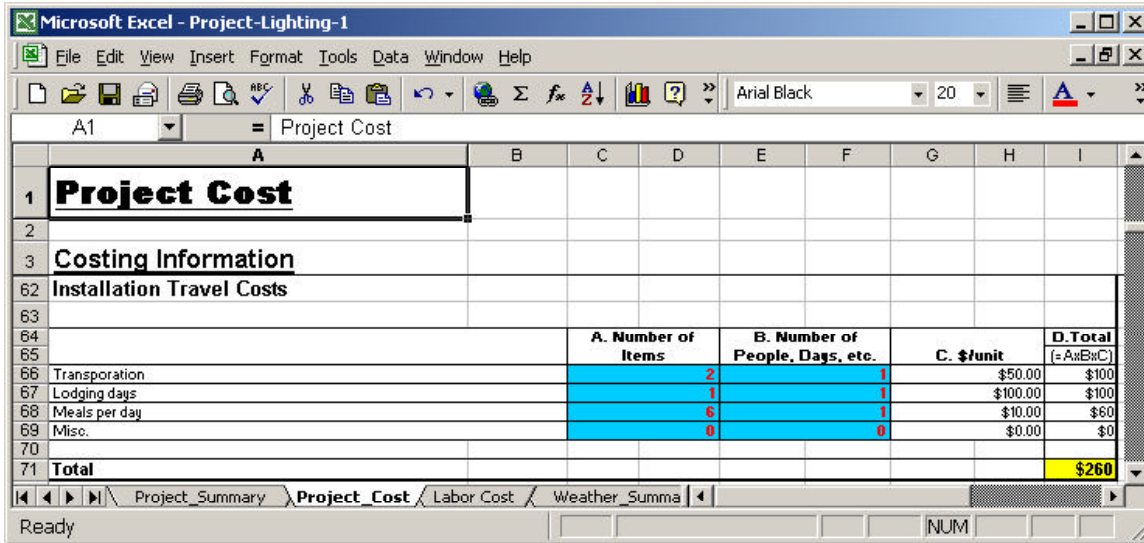 Microsoft Excel - Project-Lighting-1
File Edit View Insert Format Tools Data Window Help
Arial Black 20
A1 = Project Cost
A B C D E F G H I
1 Project Cost
2
3 Costing Information
62 Installation Travel Costs
63
64 A. Number of B. Number of D.Total
65 Items People, Days, etc. C. $/unit (=AxBxC)
66 Transporation 2 1 $50.00 $100
67 Lodging days 1 1 $100.00 $100
68 Meals per day 6 1 $10.00 $60
69 Misc. 0 0 $0.00 $0
70
71 Total $260
Project_Summary Project_Cost Labor Cost Weather_Summa
Ready NUM